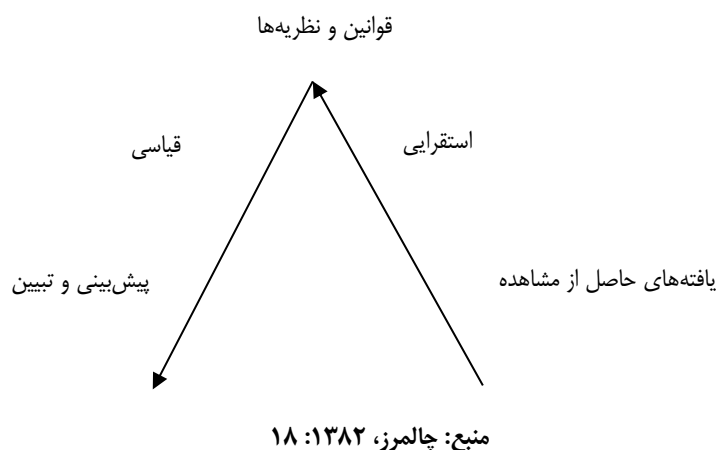 قوانین و نظریه‌ها
استقرایی
قیاسی
یافته‌های حاصل از مشاهده
پیش‌بینی و تبیین
منبع: چالمرز، ۱۳۸۲: ۱۸